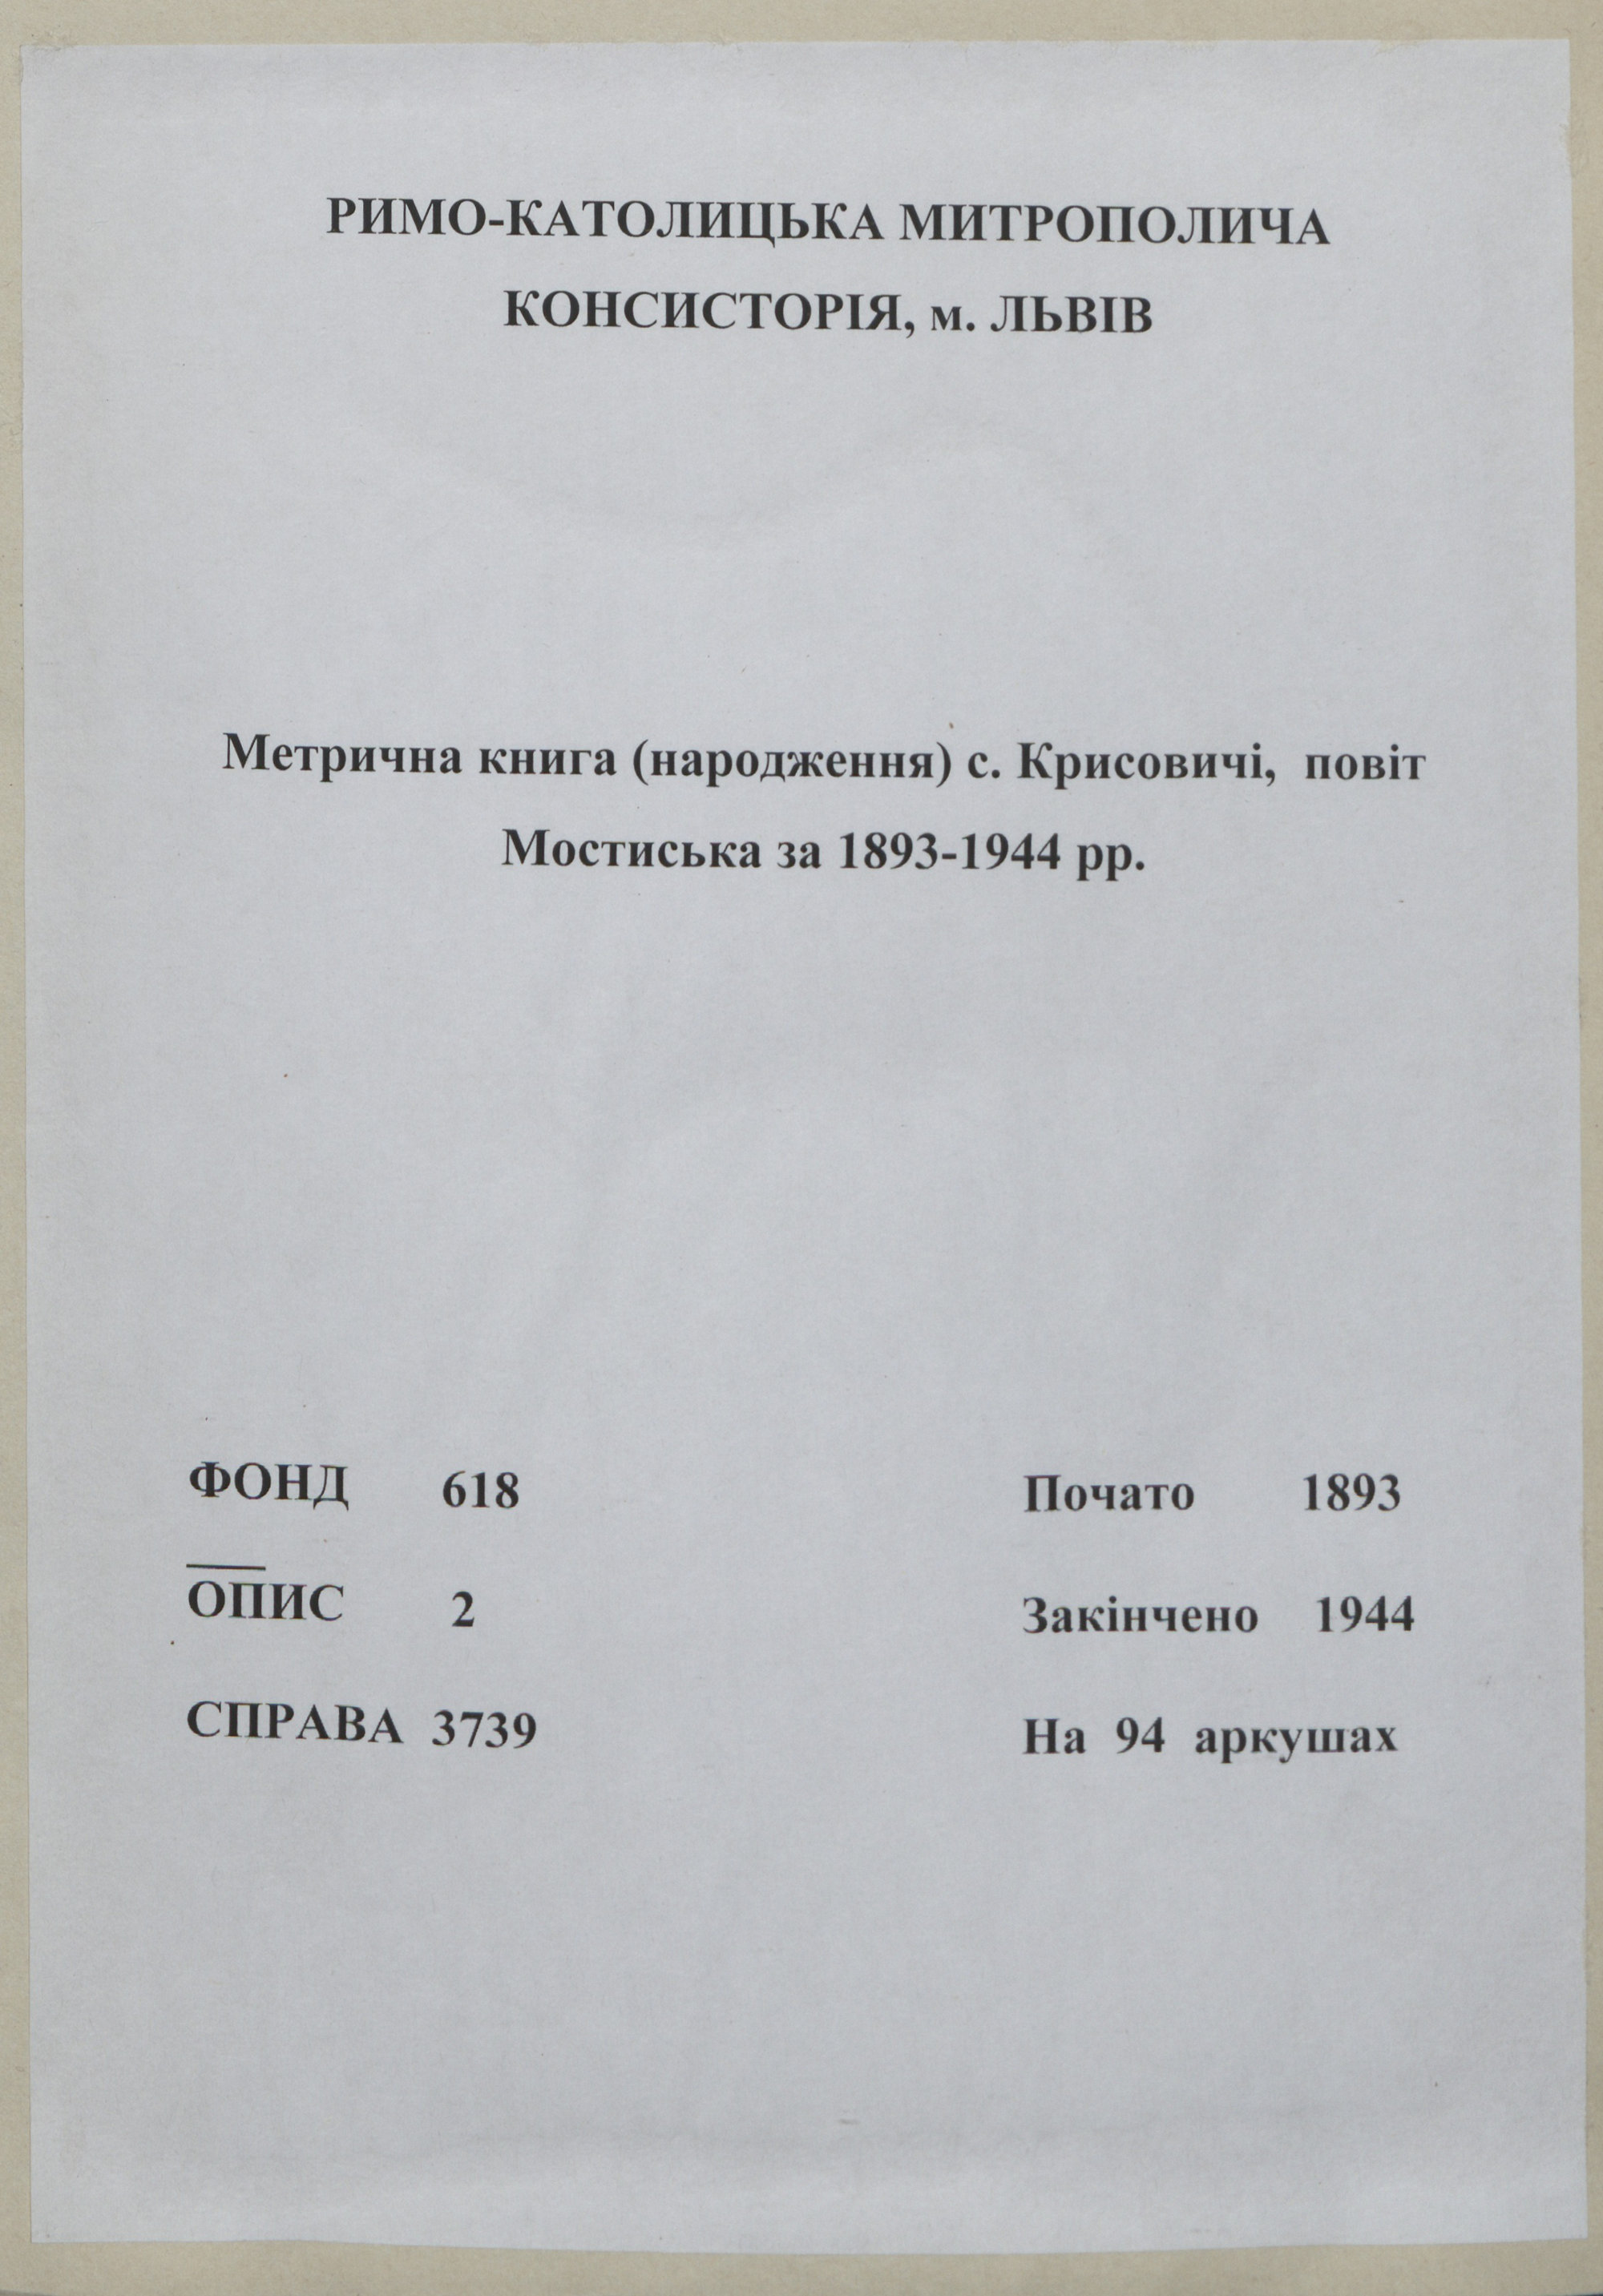 РИМО-КАТОЛИЦЬКА МИТРОПОЛИЧА
КОНСИСТОРІЯ, м. ЛЬВІВ
Метрична книга (народження) с. Крисовичі, повіт
Мостиська за 1893-1944 рр.
ФОНД 618
ОПИС 2
СПРАВА 3739
Почато 1893
Закінчено 1944
На 94 аркушах